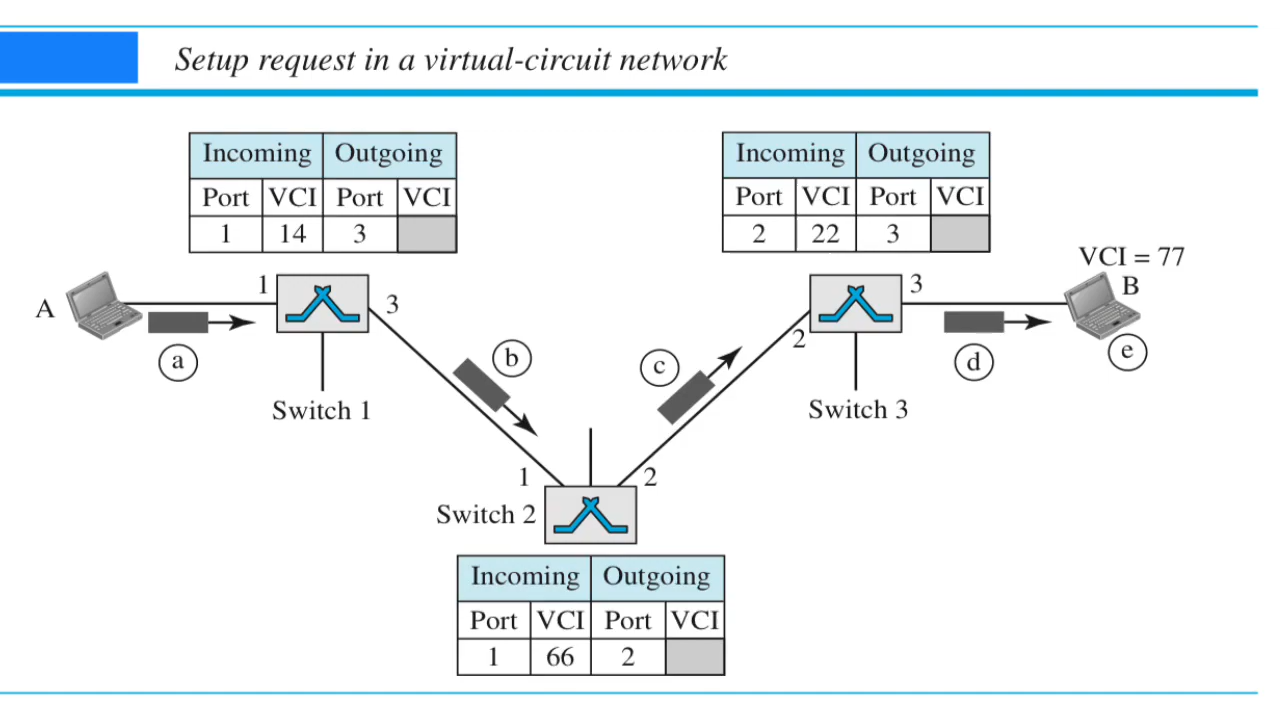 Setup request in a virtual-circuit network
Incoming Outgoing
Port VCI Port VCI
1 14 3
Incoming Outgoing
Port VCI Port VCI
2 22 3
VCI = 77
A
1
3
a
b
c
2
3
B
d
e
Switch 1
Switch 3
1
2
Switch 2
Incoming Outgoing
Port VCI Port VCI
1 66 2